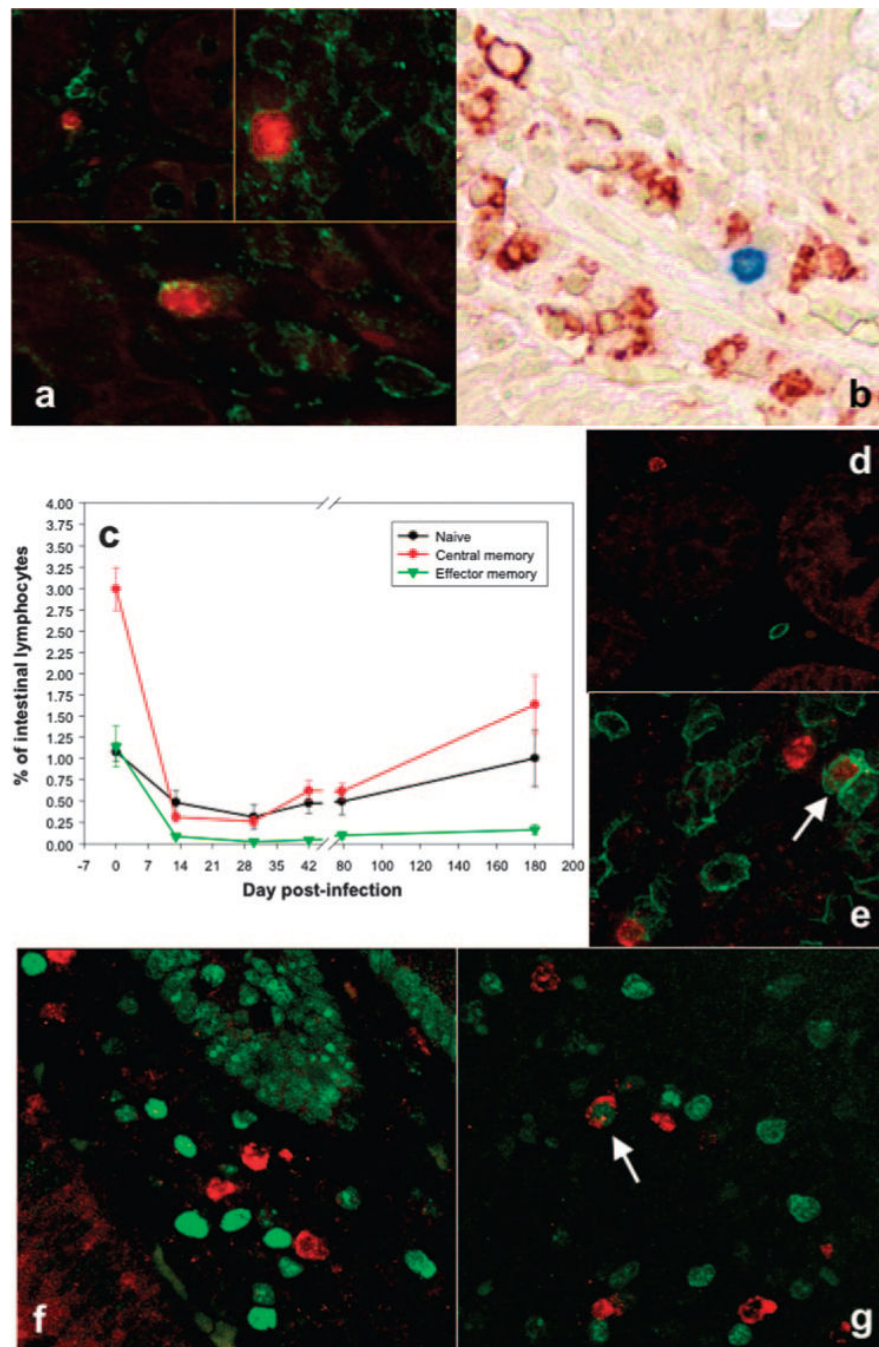 a
b
c
Naive
Central memory
Effector memory
% of intestinal lymphocytes
4.00
3.75
3.50
3.25
3.00
2.75
2.50
2.25
2.00
1.75
1.50
1.25
1.00
0.75
0.50
0.25
0.00
-7 0 7 14 21 28 35 42 80 100 120 140 160 180 200
Day post-infection
d
e
f
g